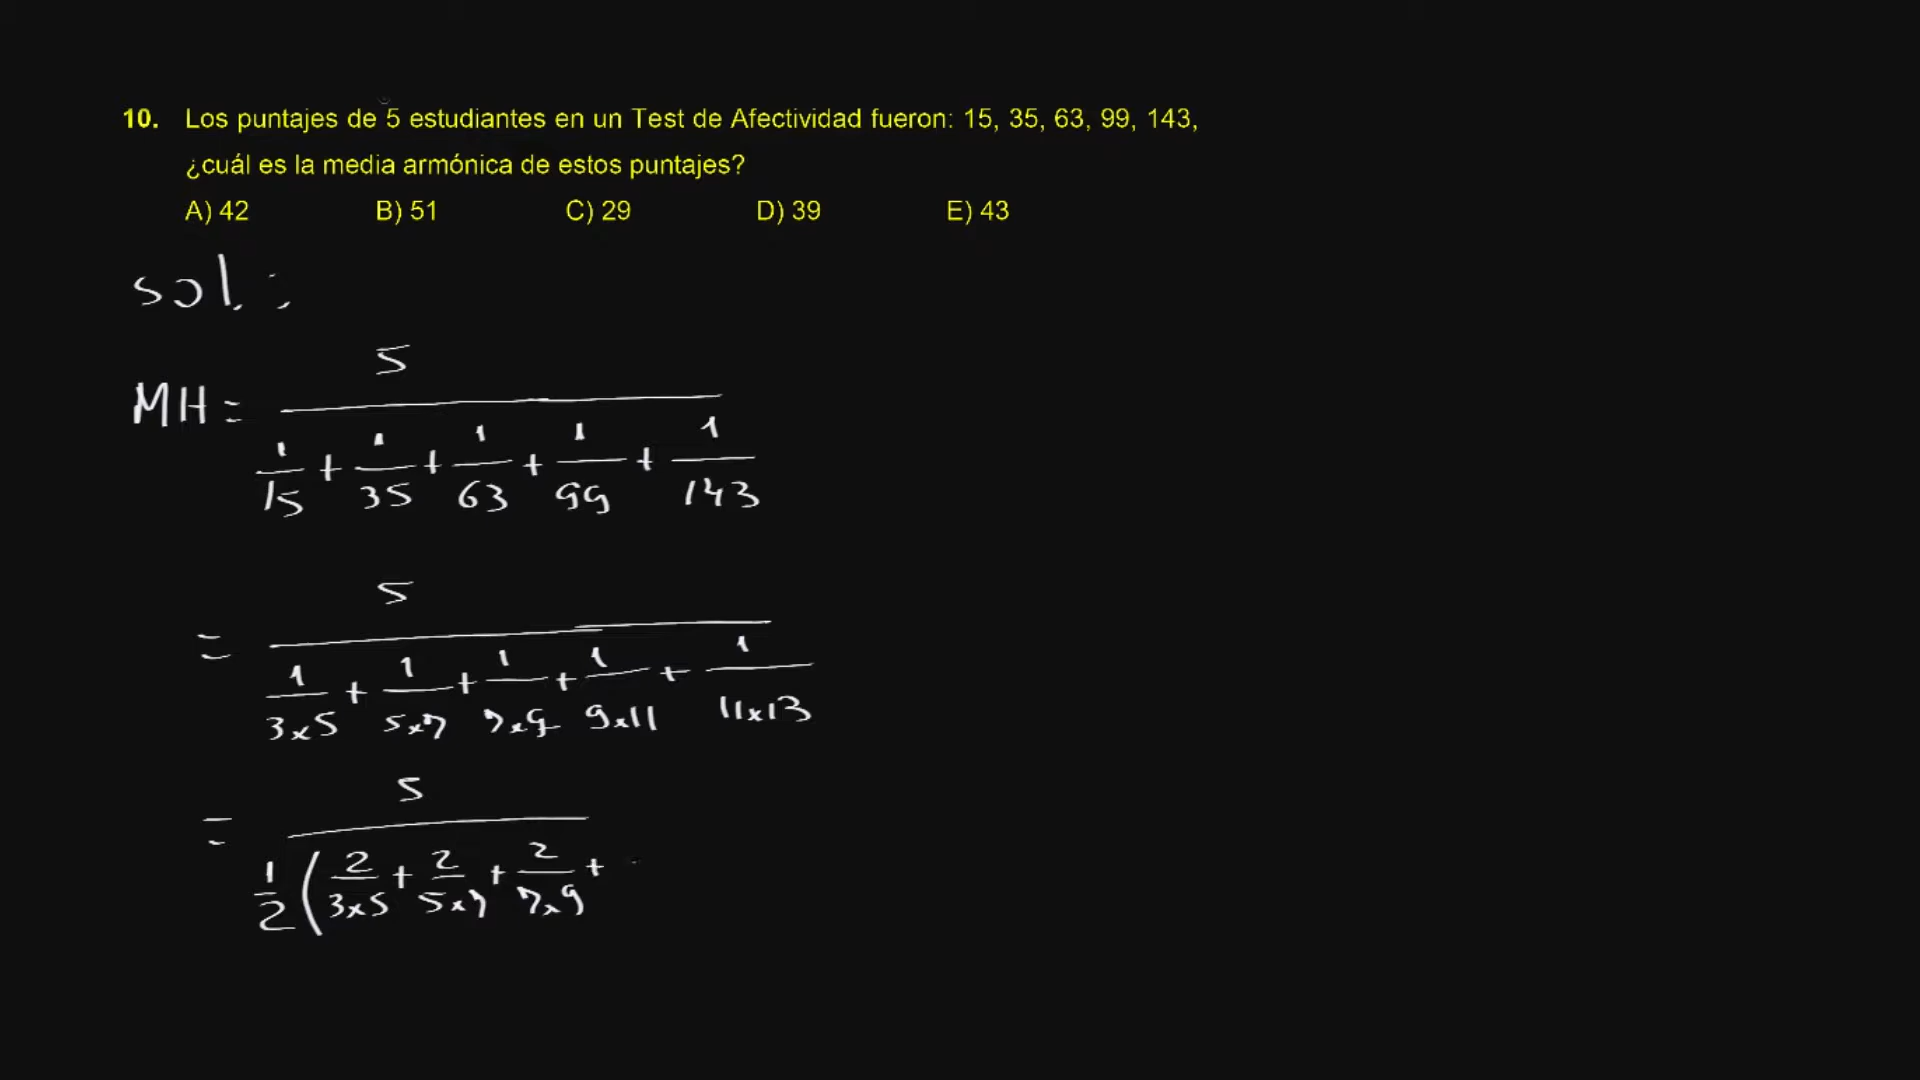 10. Los puntajes de 5 estudiantes en un Test de Afectividad fueron: 15, 35, 63, 99, 143,
¿cuál es la media armónica de estos puntajes?
A) 42 B) 51 C) 29 D) 39 E) 43
sol :
5
MH = 1/15 + 1/35 + 1/63 + 1/99 + 1/143
5
= 1/3x5 + 1/5x7 + 1/7x9 + 1/9x11 + 1/11x13
5
= 1/2 ( 2/3x5 + 2/5x7 + 2/7x9 +